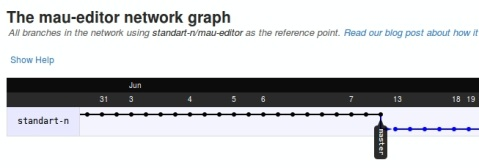 The mau-editor network graph
All branches in the network using standart-n/mau-editor as the reference point. Read our blog post about how it
Show Help
Jun
31 3 4 5 6 7 13 18 19
standart-n
master